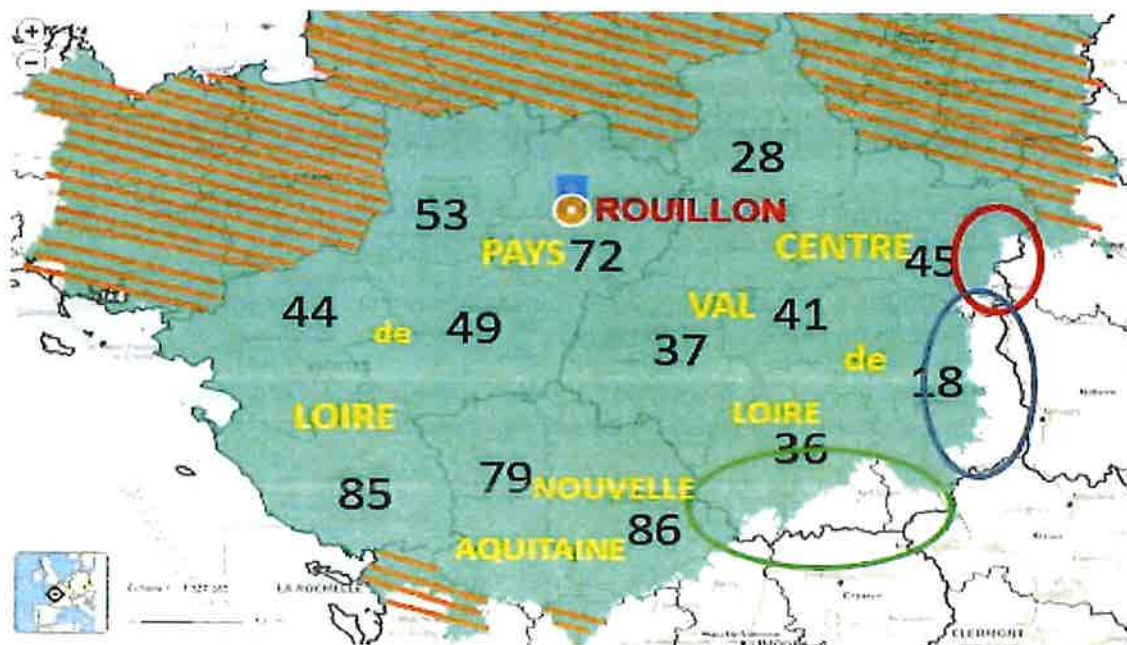 +
−
28
53
ROUILLON
PAYS
72
CENTRE
45
44
de
49
VAL
41
37
de
18
LOIRE
LOIRE
36
79
NOUVELLE
85
86
AQUITAINE
LA ROCHELLE
CLERMONT